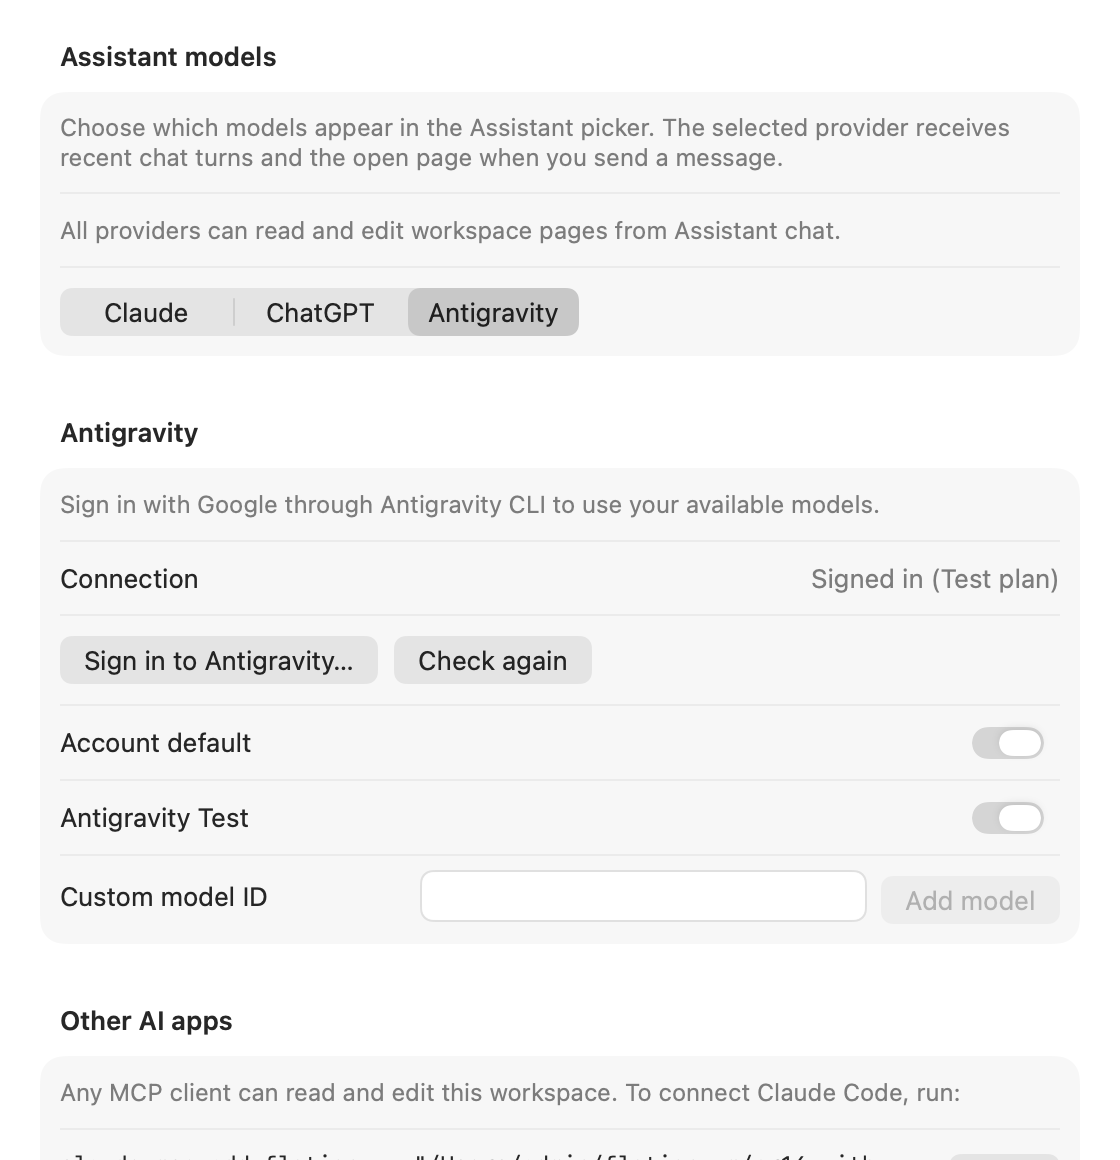 Assistant models
Choose which models appear in the Assistant picker. The selected provider receives
recent chat turns and the open page when you send a message.
All providers can read and edit workspace pages from Assistant chat.
Claude
ChatGPT
Antigravity
Antigravity
Sign in with Google through Antigravity CLI to use your available models.
Connection
Signed in (Test plan)
Sign in to Antigravity...
Check again
Account default
Antigravity Test
Custom model ID
Add model
Other AI apps
Any MCP client can read and edit this workspace. To connect Claude Code, run: